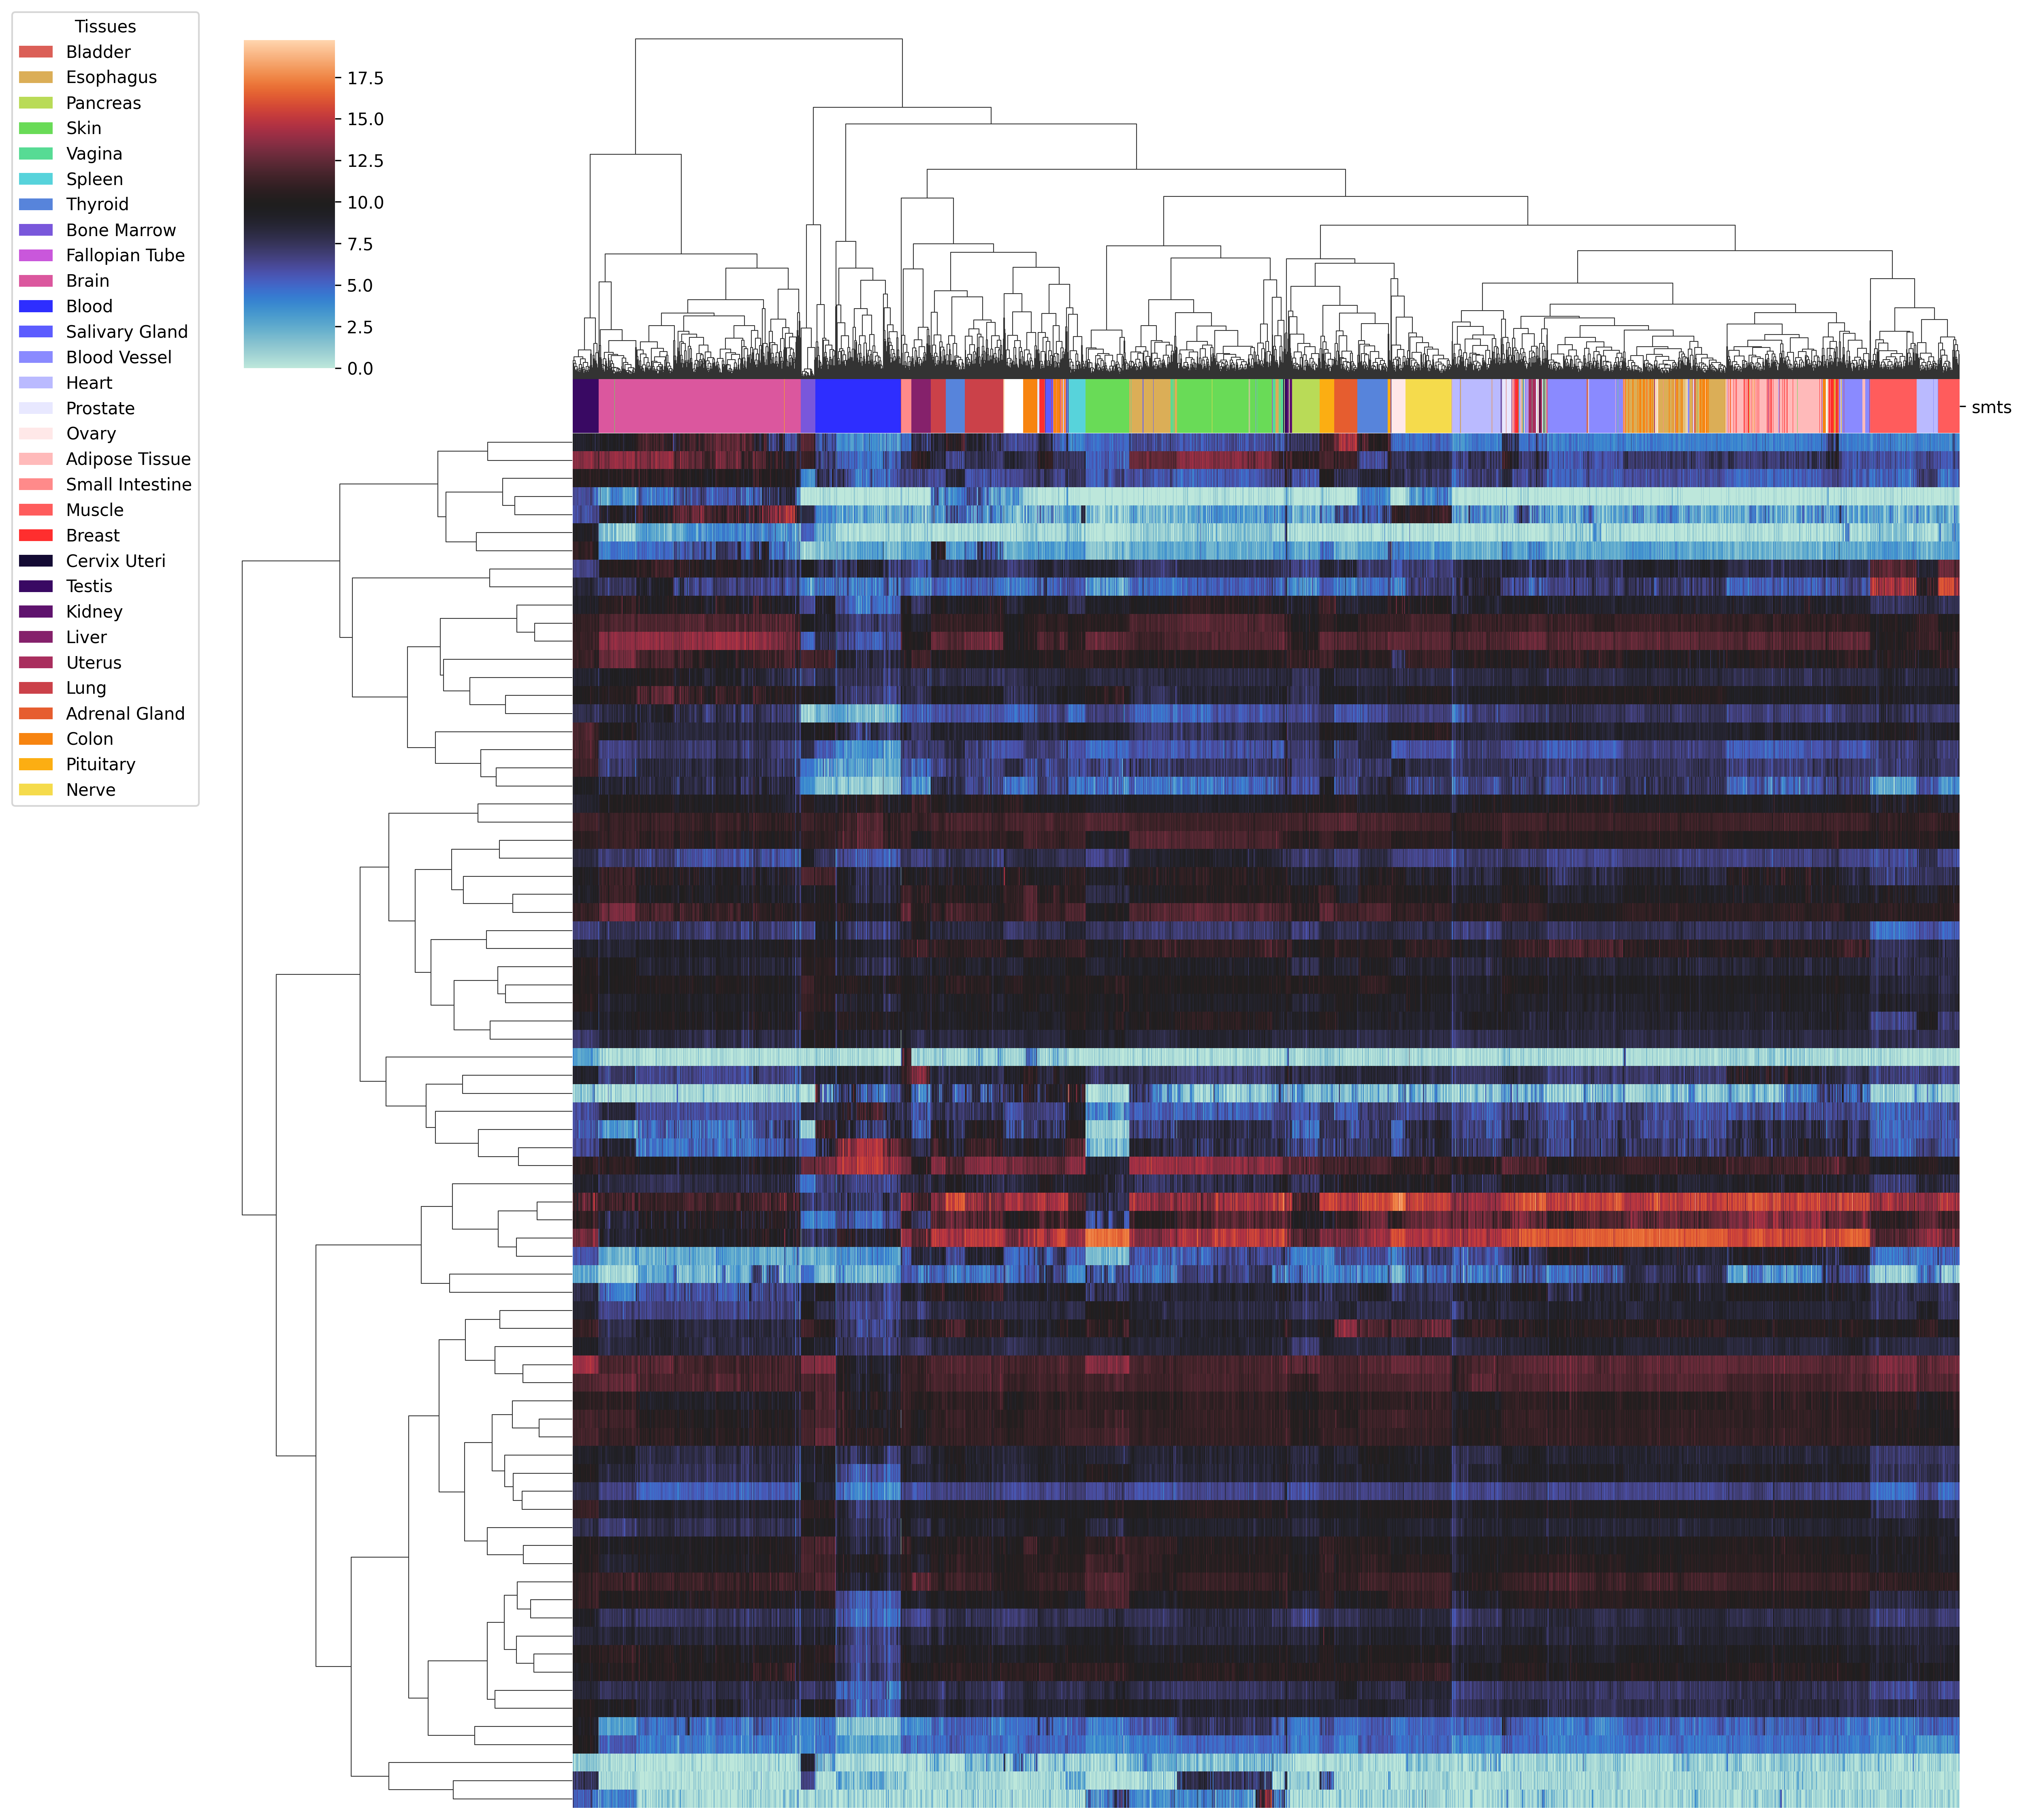 Tissues
Bladder
Esophagus
Pancreas
Skin
Vagina
Spleen
Thyroid
Bone Marrow
Fallopian Tube
Brain
Blood
Salivary Gland
Blood Vessel
Heart
Prostate
Ovary
Adipose Tissue
Small Intestine
Muscle
Breast
Cervix Uteri
Testis
Kidney
Liver
Uterus
Lung
Adrenal Gland
Colon
Pituitary
Nerve
17.5
15.0
12.5
10.0
7.5
5.0
2.5
0.0
smts